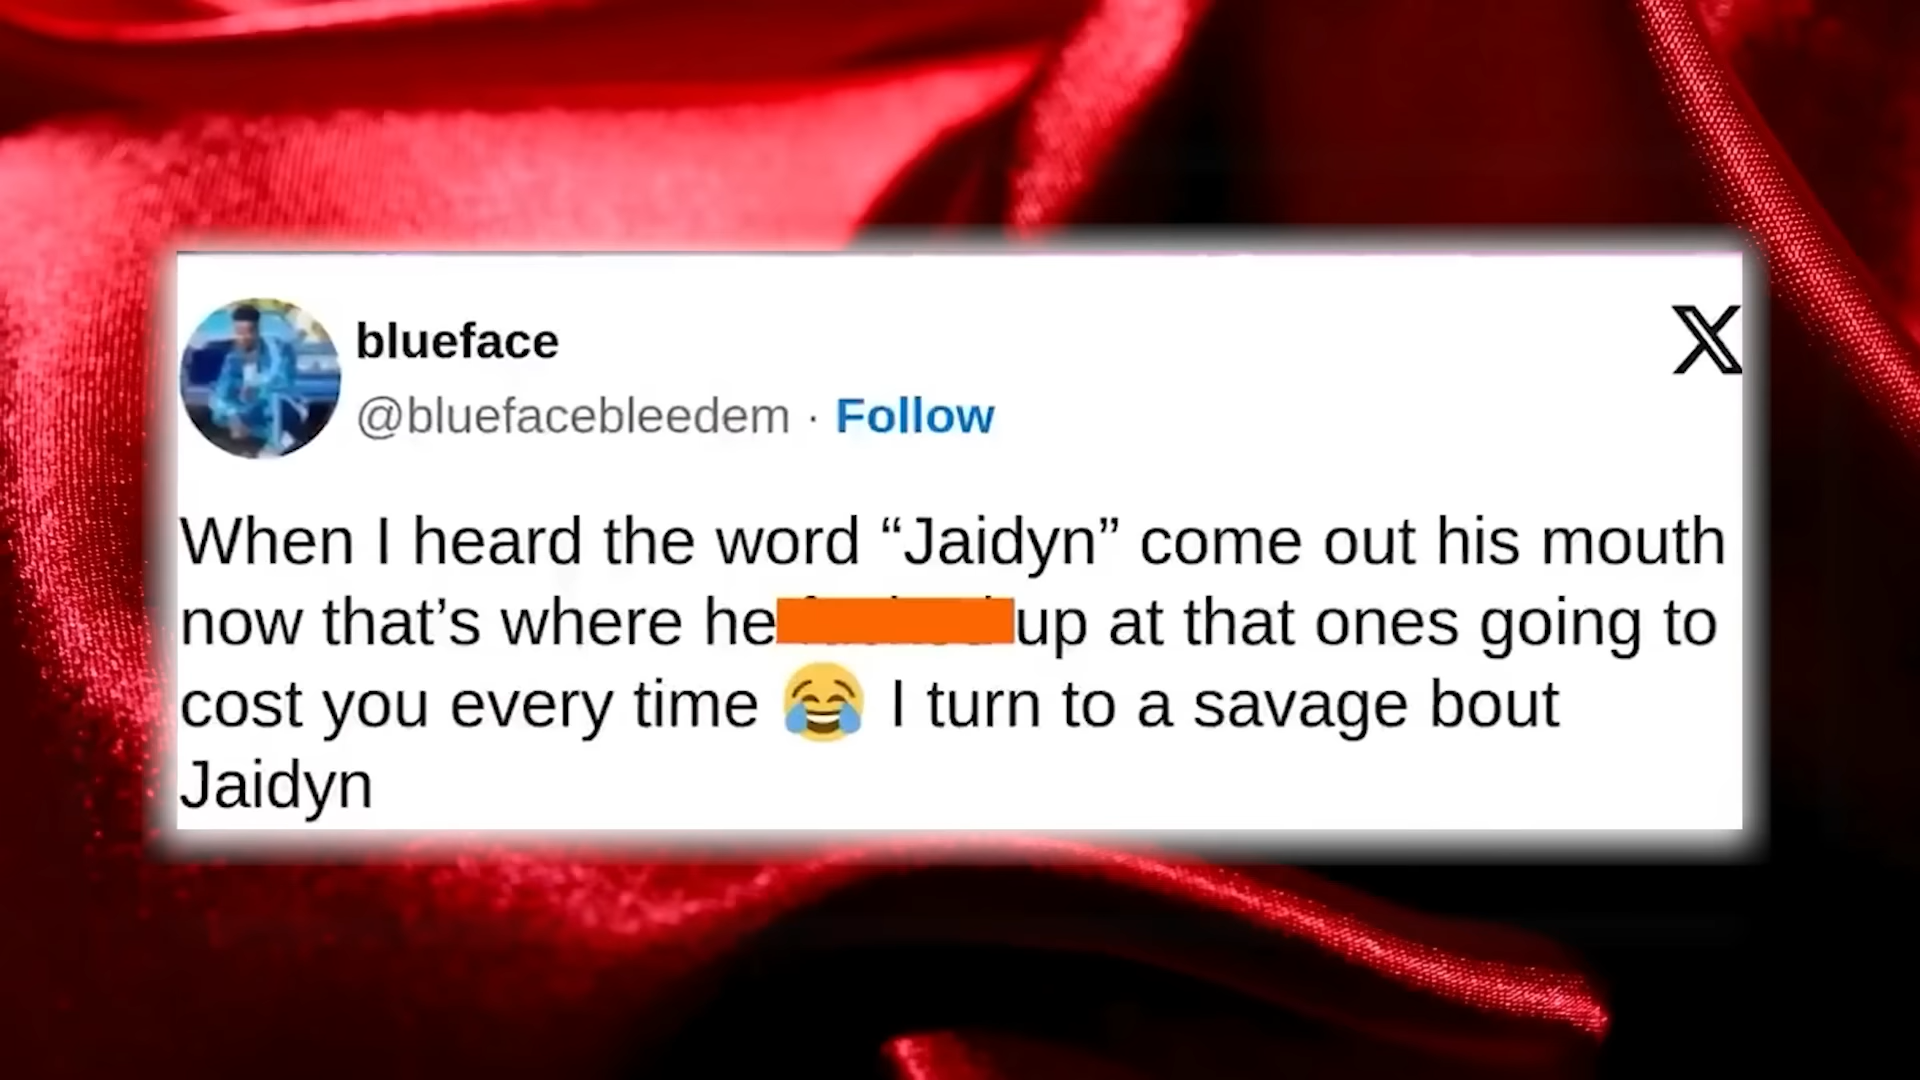 blueface
@bluefacebleedem · Follow
When I heard the word “Jaidyn” come out his mouth
now that’s where he up at that ones going to
cost you every time 😂 I turn to a savage bout
Jaidyn